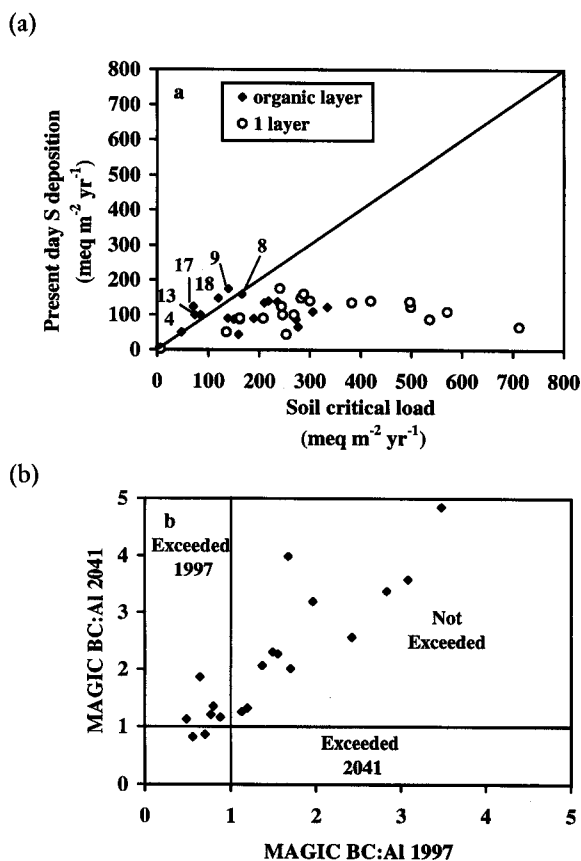 (a)
800
700
600
500
400
300
200
100
0
Present day S deposition
(meq m⁻² yr⁻¹)
a
organic layer
1 layer
9
8
17
18
13
4
0 100 200 300 400 500 600 700 800
Soil critical load
(meq m⁻² yr⁻¹)
(b)
5
4
3
2
1
0
MAGIC BC:Al 2041
b
Exceeded
1997
Not
Exceeded
Exceeded
2041
0 1 2 3 4 5
MAGIC BC:Al 1997